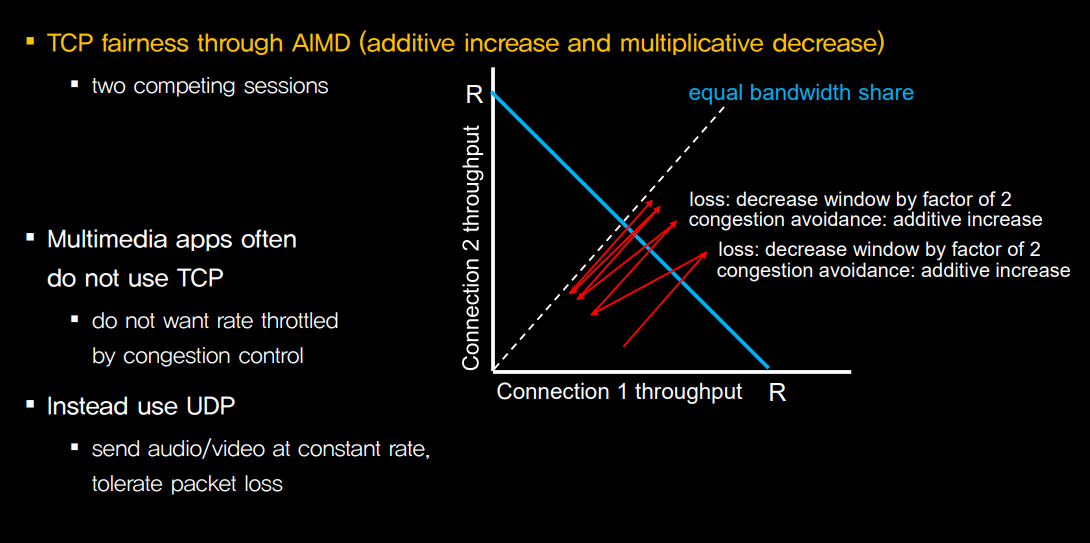 ▪ TCP fairness through AIMD (additive increase and multiplicative decrease)
▪ two competing sessions
▪ Multimedia apps often
do not use TCP
▪ do not want rate throttled
by congestion control
▪ Instead use UDP
▪ send audio/video at constant rate,
tolerate packet loss
R
Connection 2 throughput
equal bandwidth share
loss: decrease window by factor of 2
congestion avoidance: additive increase
loss: decrease window by factor of 2
congestion avoidance: additive increase
Connection 1 throughput
R